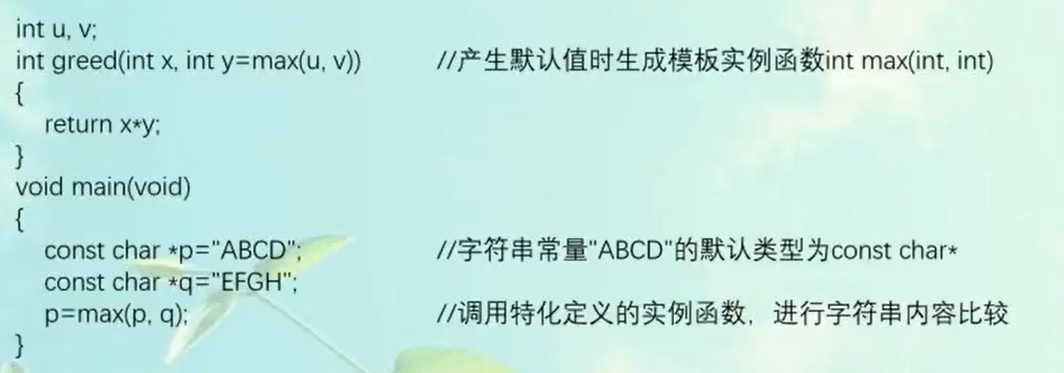 int u, v;
int greed(int x, int y=max(u, v)) //产生默认值时生成模板实例函数int max(int, int)
{
return x*y;
}
void main(void)
{
const char *p="ABCD"; //字符串常量"ABCD"的默认类型为const char*
const char *q="EFGH";
p=max(p, q); //调用特化定义的实例函数，进行字符串内容比较
}